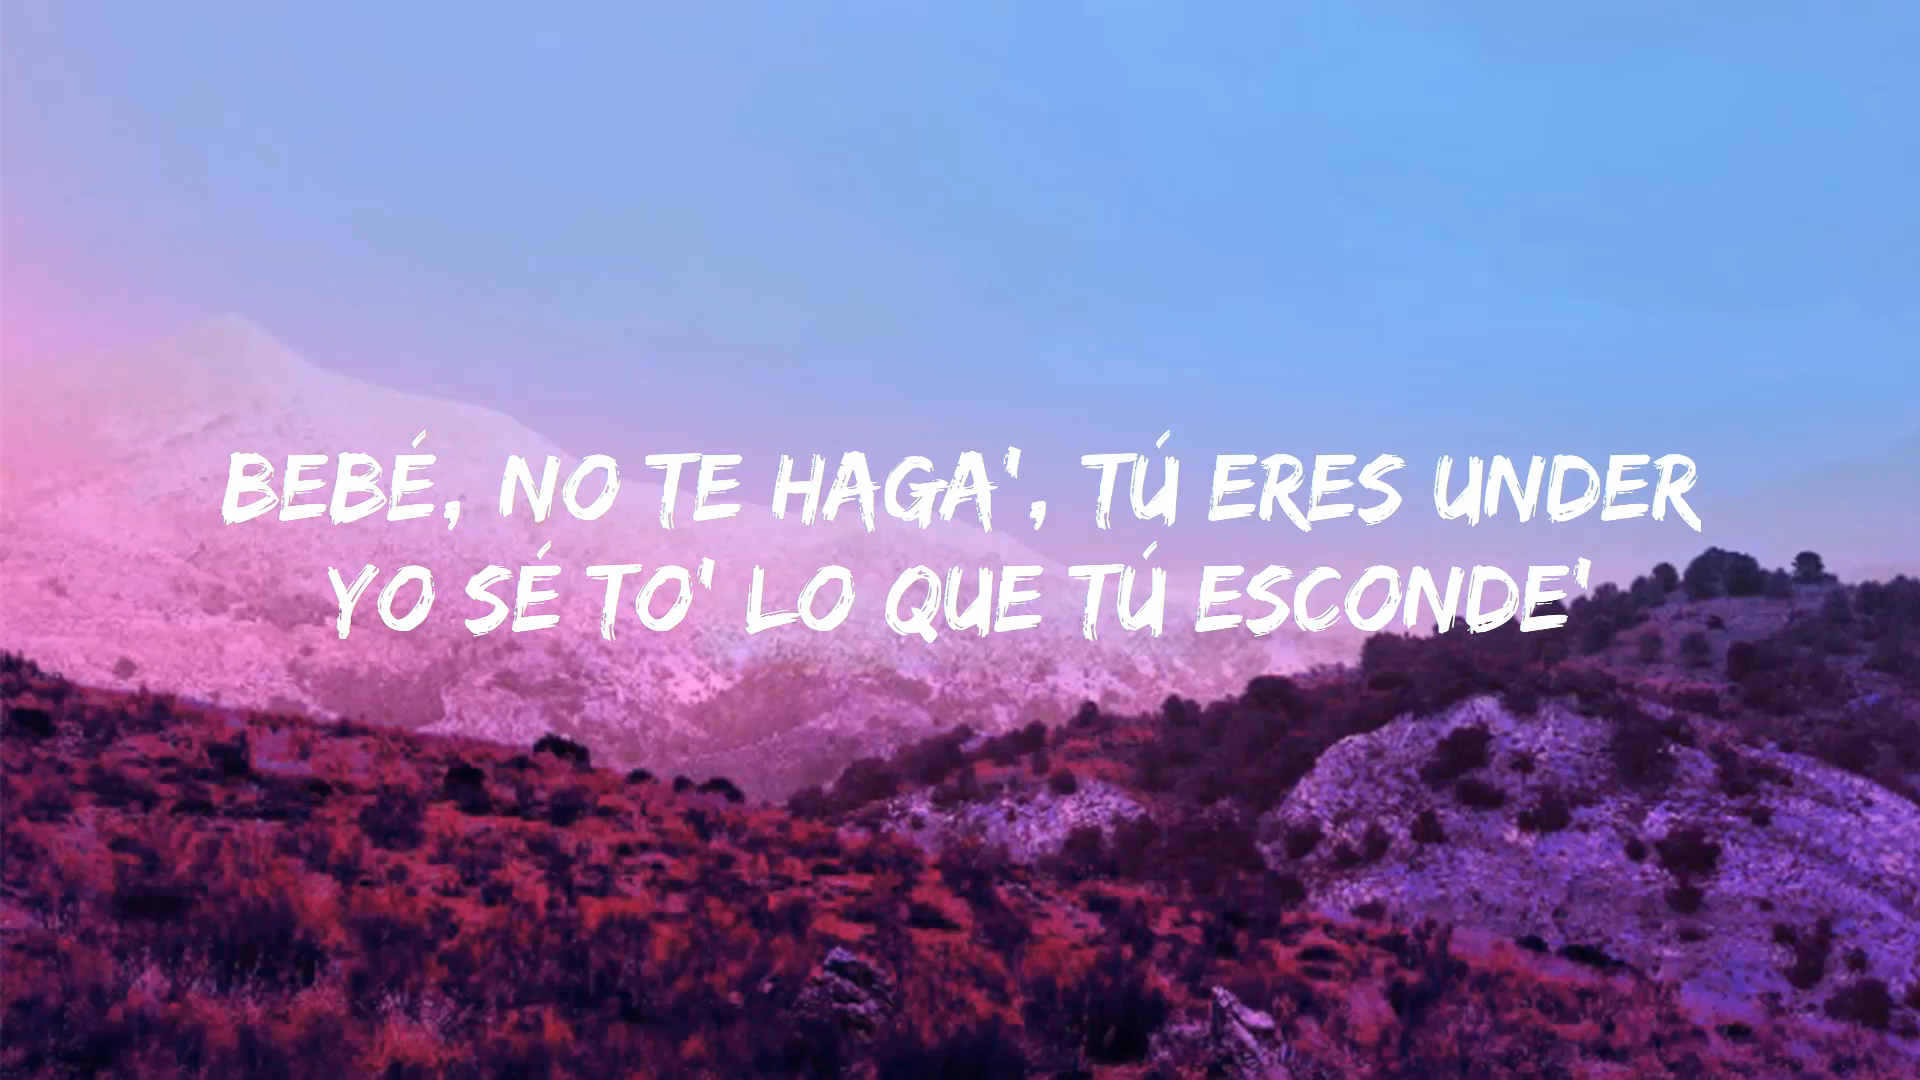 BEBÉ, NO TE HAGA', TÚ ERES UNDER
YO SÉ TO' LO QUE TÚ ESCONDE'